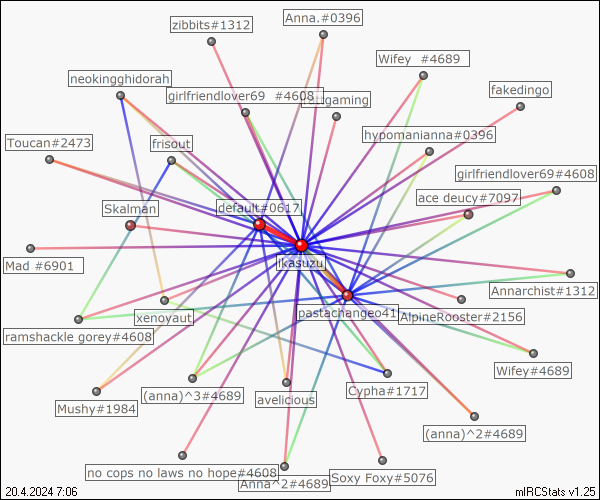 Anna.#0396
zibbits#1312
Wifey  #4689
neokingghidorah
fakedingo
girlfriendlover69  #4608
gaming
hypomanianna#0396
Toucan#2473
frisout
girlfriendlover69#4608
ace deucy#7097
Skalman
default#0617
Mad #6901
jkasuzu
Annarchist#1312
xenoyaut
pastachangeo41
AlpineRooster#2156
ramshackle gorey#4608
Wifey#4689
Mushy#1984
(anna)^3#4689
avelicious
Cypha#1717
(anna)^2#4689
no cops no laws no hope#4608
Anna^2#4689
Soxy Foxy#5076
20.4.2024 7:06
mIRCStats v1.25